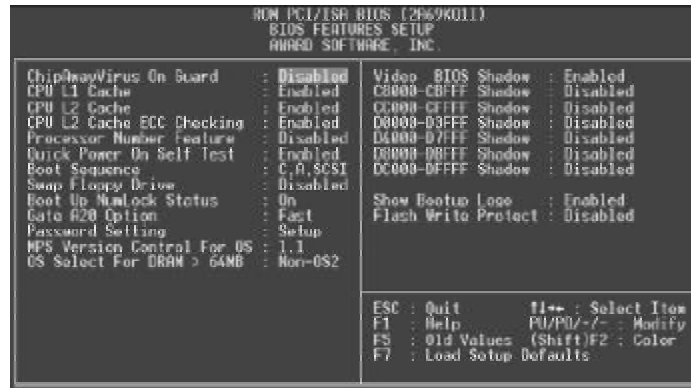 ROM PCI/ISA BIOS (2A69KQ1I)
BIOS FEATURES SETUP
AWARD SOFTWARE, INC.
ChipAwayVirus On Guard : Disabled
CPU L1 Cache : Enabled
CPU L2 Cache : Enabled
CPU L2 Cache ECC Checking : Enabled
Processor Number Feature : Disabled
Quick Power On Self Test : Enabled
Boot Sequence : C,A,SCSI
Swap Floppy Drive : Disabled
Boot Up NumLock Status : On
Gate A20 Option : Fast
Password Setting : Setup
MPS Version Control For OS : 1.1
OS Select For DRAM > 64MB : Non-OS2
Video BIOS Shadow : Enabled
C8000-CBFFF Shadow : Disabled
CC000-CFFFF Shadow : Disabled
D0000-D3FFF Shadow : Disabled
D4000-D7FFF Shadow : Disabled
D8000-DBFFF Shadow : Disabled
DC000-DFFFF Shadow : Disabled
Show Bootup Logo : Enabled
Flash Write Protect : Disabled
ESC : Quit ↑↓→← : Select Item
F1 : Help PU/PD/+/- : Modify
F5 : Old Values (Shift)F2 : Color
F7 : Load Setup Defaults